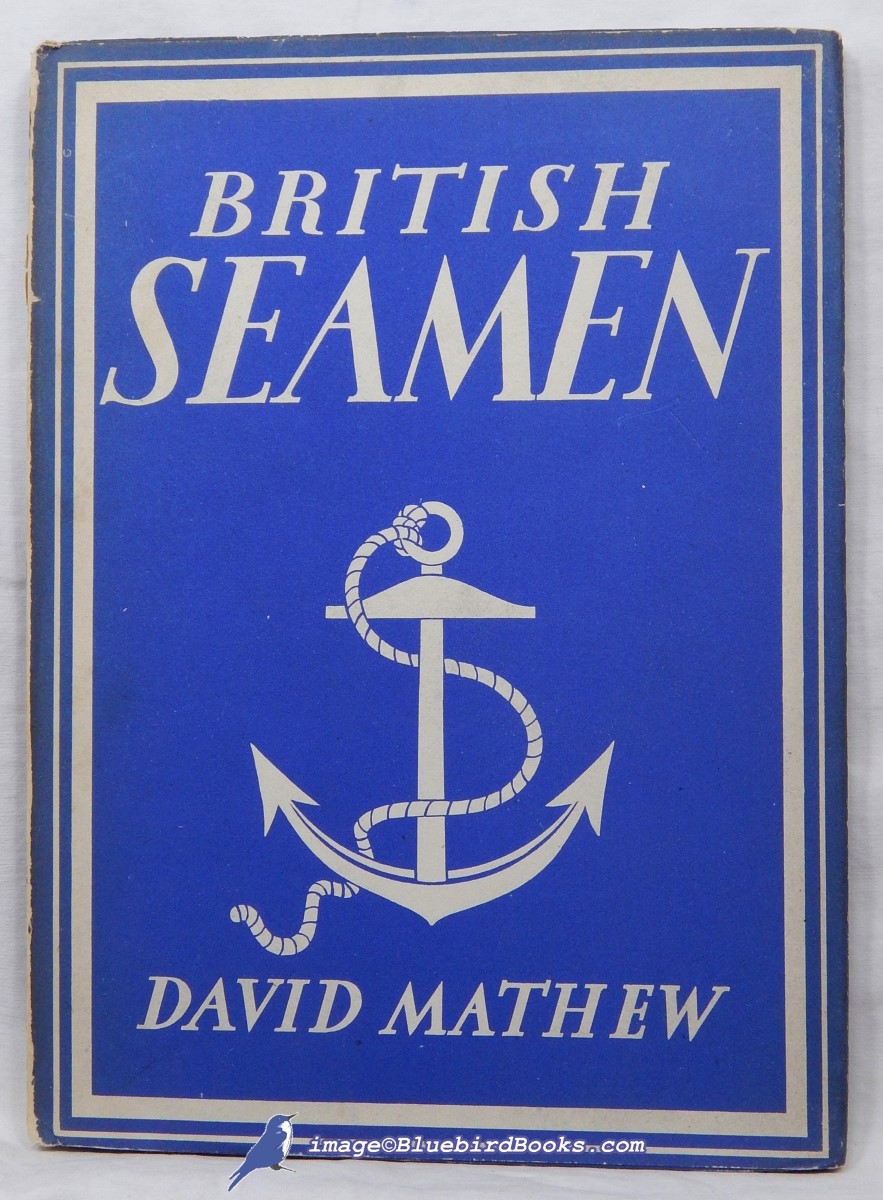 BRITISH
SEAMEN
DAVID MATHEW
image©BluebirdBooks.com